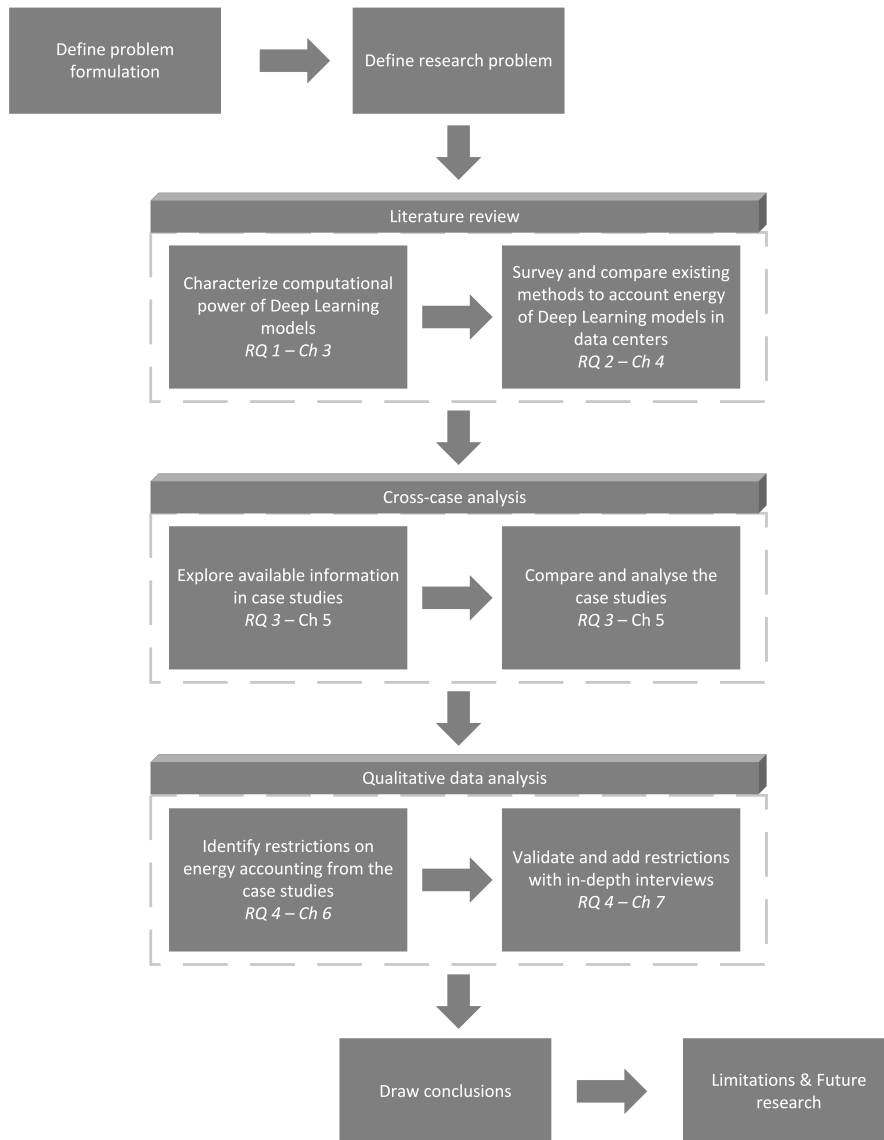 Define problem
formulation
Define research problem
Literature review
Characterize computational
power of Deep Learning
models
RQ 1 – Ch 3
Survey and compare existing
methods to account energy
of Deep Learning models in
data centers
RQ 2 – Ch 4
Cross-case analysis
Explore available information
in case studies
RQ 3 – Ch 5
Compare and analyse the
case studies
RQ 3 – Ch 5
Qualitative data analysis
Identify restrictions on
energy accounting from the
case studies
RQ 4 – Ch 6
Validate and add restrictions
with in-depth interviews
RQ 4 – Ch 7
Draw conclusions
Limitations & Future
research